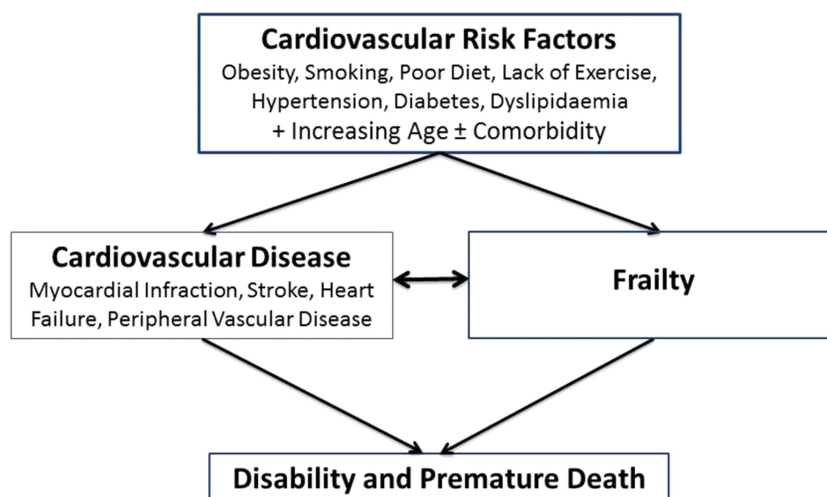 Cardiovascular Risk Factors
Obesity, Smoking, Poor Diet, Lack of Exercise,
Hypertension, Diabetes, Dyslipidaemia
+ Increasing Age ± Comorbidity
Cardiovascular Disease
Myocardial Infraction, Stroke, Heart
Failure, Peripheral Vascular Disease
Frailty
Disability and Premature Death